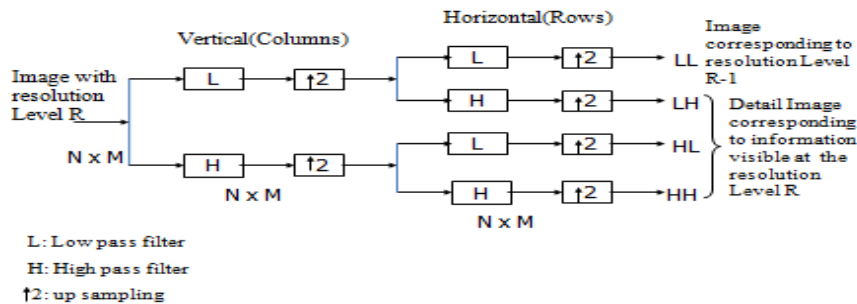 Horizontal(Rows)
Vertical(Columns)
Image
corresponding to
resolution Level
R-1
Image with
resolution
Level R
L
↑2
L
↑2
LL
H
↑2
LH
Detail Image
corresponding
to information
visible at the
resolution
Level R
N x M
H
↑2
L
↑2
HL
N x M
H
↑2
HH
N x M
L: Low pass filter
H: High pass filter
↑2: up sampling